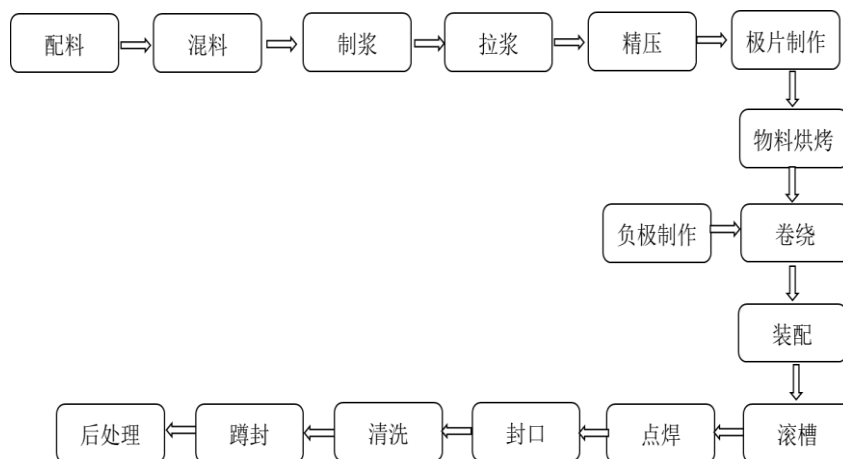 配料
混料
制浆
拉浆
精压
极片制作
物料烘烤
负极制作
卷绕
装配
滚槽
点焊
封口
清洗
蹲封
后处理